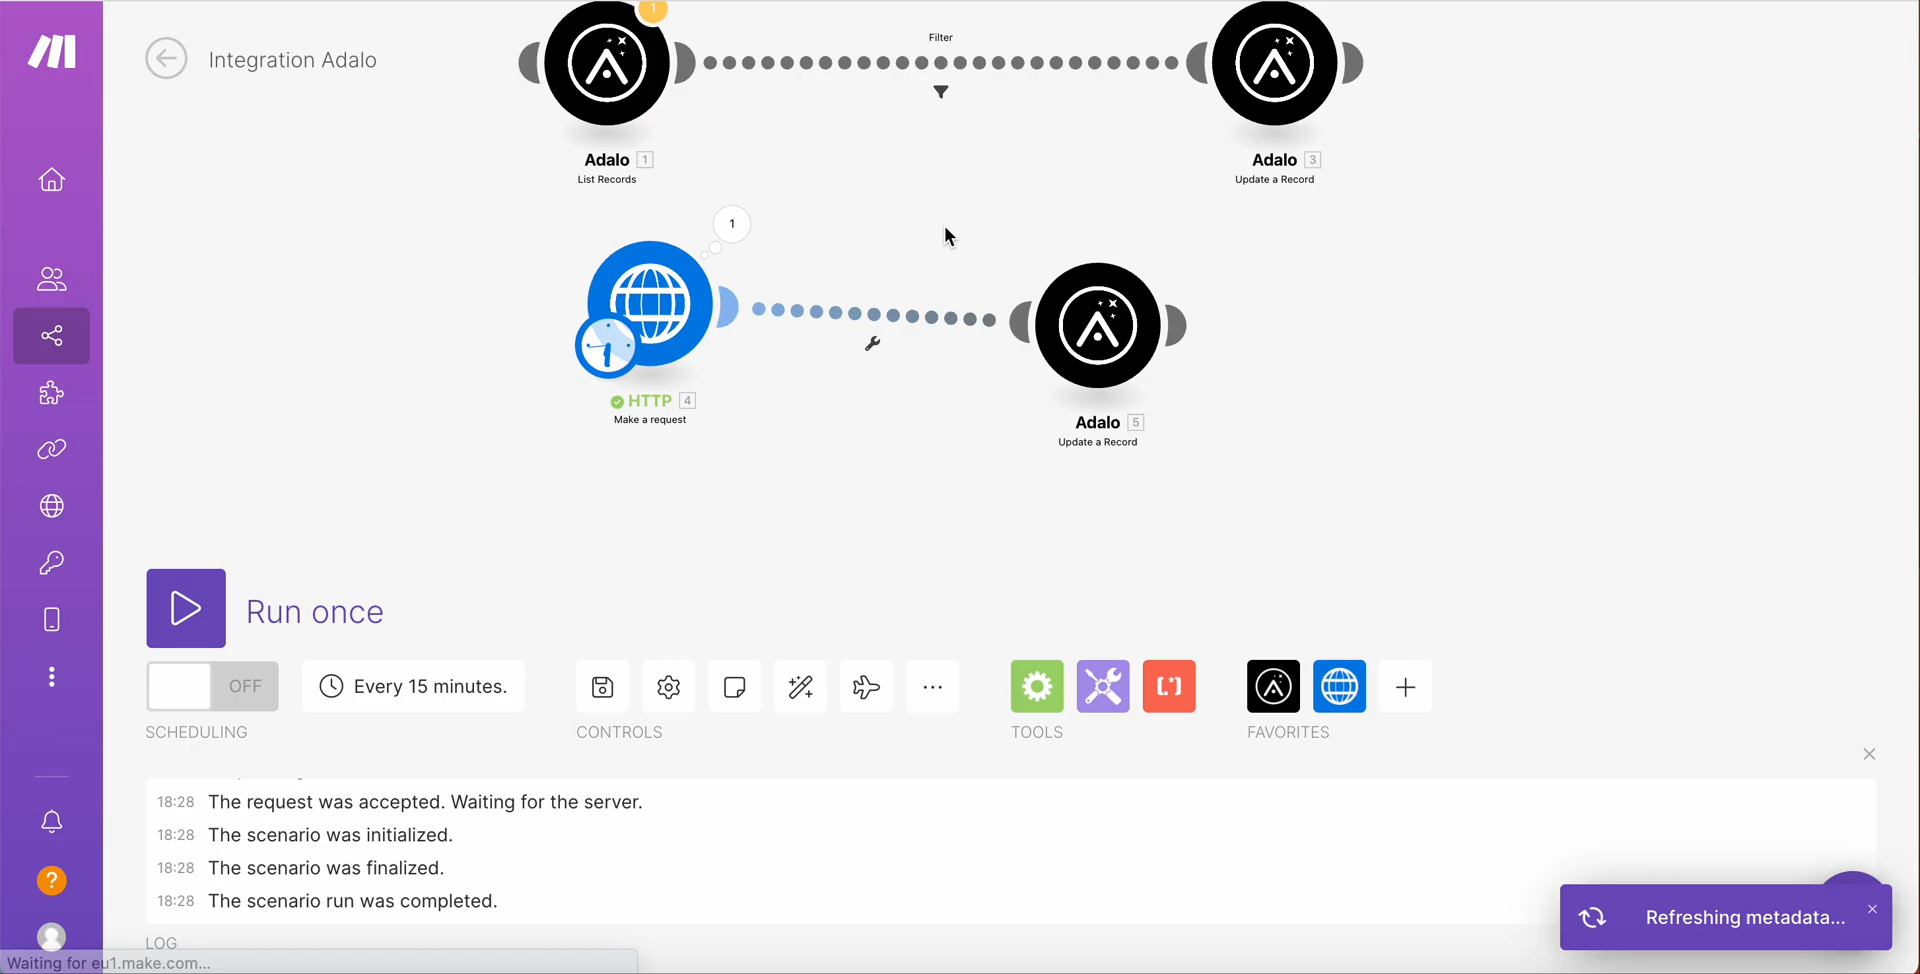 1
Integration Adalo
Filter
Adalo 1
List Records
Adalo 3
Update a Record
1
HTTP 4
Make a request
Adalo 5
Update a Record
Run once
OFF
Every 15 minutes.
SCHEDULING
CONTROLS
TOOLS
FAVORITES
18:28 The request was accepted. Waiting for the server.
18:28 The scenario was initialized.
18:28 The scenario was finalized.
18:28 The scenario run was completed.
Refreshing metadata...
LOG
Waiting for eu1.make.com...